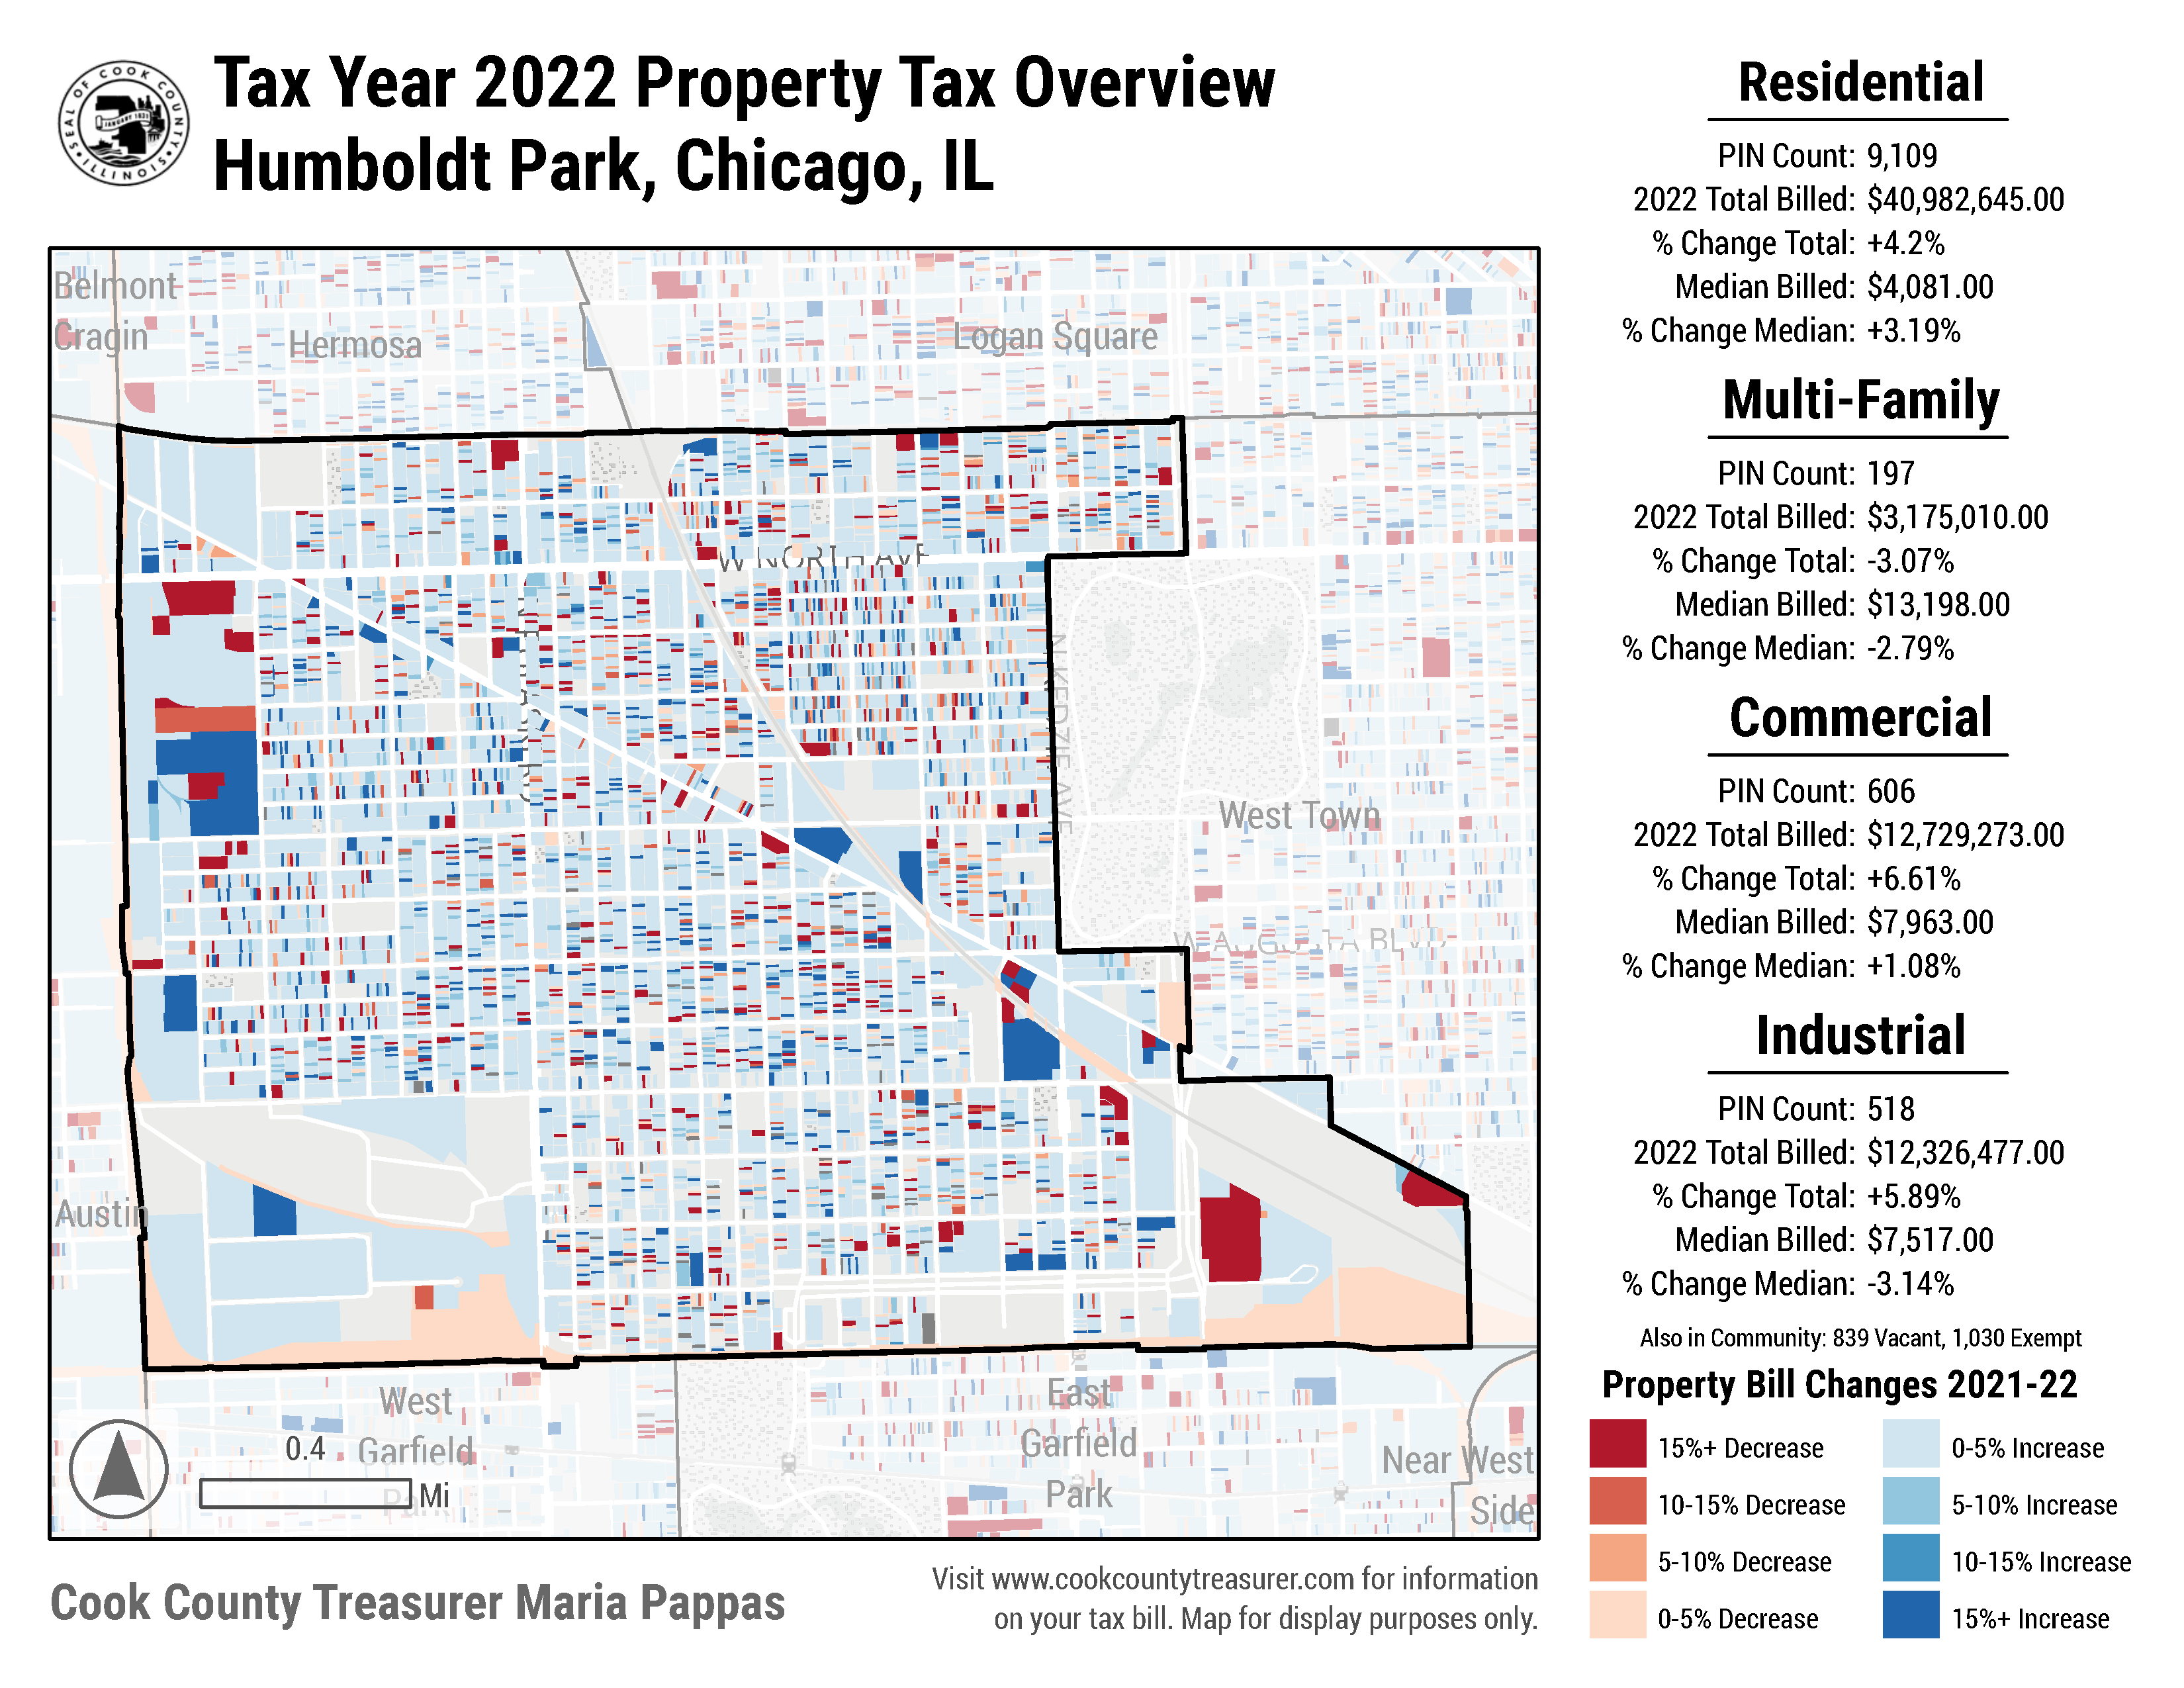 SEAL OF COOK COUNTY
ILLINOIS
JANUARY 1831
Tax Year 2022 Property Tax Overview
Humboldt Park, Chicago, IL
Belmont
Cragin
Hermosa
Logan Square
W NORTH AVE
N KEDZIE AVE
West Town
W AUGUSTA BLVD
Austin
West
Garfield
Park
East
Garfield
Park
Near West
Side
0.4
Mi
Cook County Treasurer Maria Pappas
Visit www.cookcountytreasurer.com for information
on your tax bill. Map for display purposes only.
Residential
PIN Count: 9,109
2022 Total Billed: $40,982,645.00
% Change Total: +4.2%
Median Billed: $4,081.00
% Change Median: +3.19%
Multi-Family
PIN Count: 197
2022 Total Billed: $3,175,010.00
% Change Total: -3.07%
Median Billed: $13,198.00
% Change Median: -2.79%
Commercial
PIN Count: 606
2022 Total Billed: $12,729,273.00
% Change Total: +6.61%
Median Billed: $7,963.00
% Change Median: +1.08%
Industrial
PIN Count: 518
2022 Total Billed: $12,326,477.00
% Change Total: +5.89%
Median Billed: $7,517.00
% Change Median: -3.14%
Also in Community: 839 Vacant, 1,030 Exempt
Property Bill Changes 2021-22
15%+ Decrease
10-15% Decrease
5-10% Decrease
0-5% Decrease
0-5% Increase
5-10% Increase
10-15% Increase
15%+ Increase